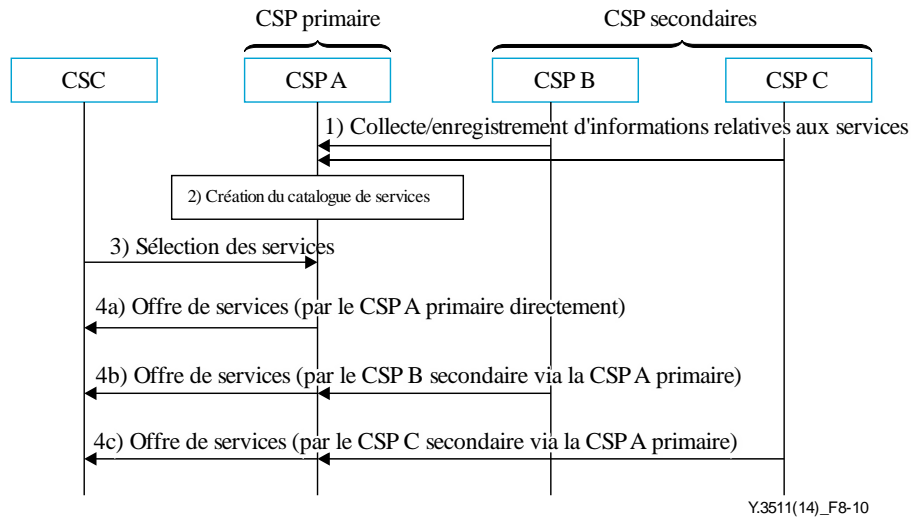 CSP primaire
CSP secondaires
CSC
CSP A
CSP B
CSP C
1) Collecte/enregistrement d'informations relatives aux services
2) Création du catalogue de services
3) Sélection des services
4a) Offre de services (par le CSP A primaire directement)
4b) Offre de services (par le CSP B secondaire via la CSP A primaire)
4c) Offre de services (par le CSP C secondaire via la CSP A primaire)
Y.3511(14)_F8-10